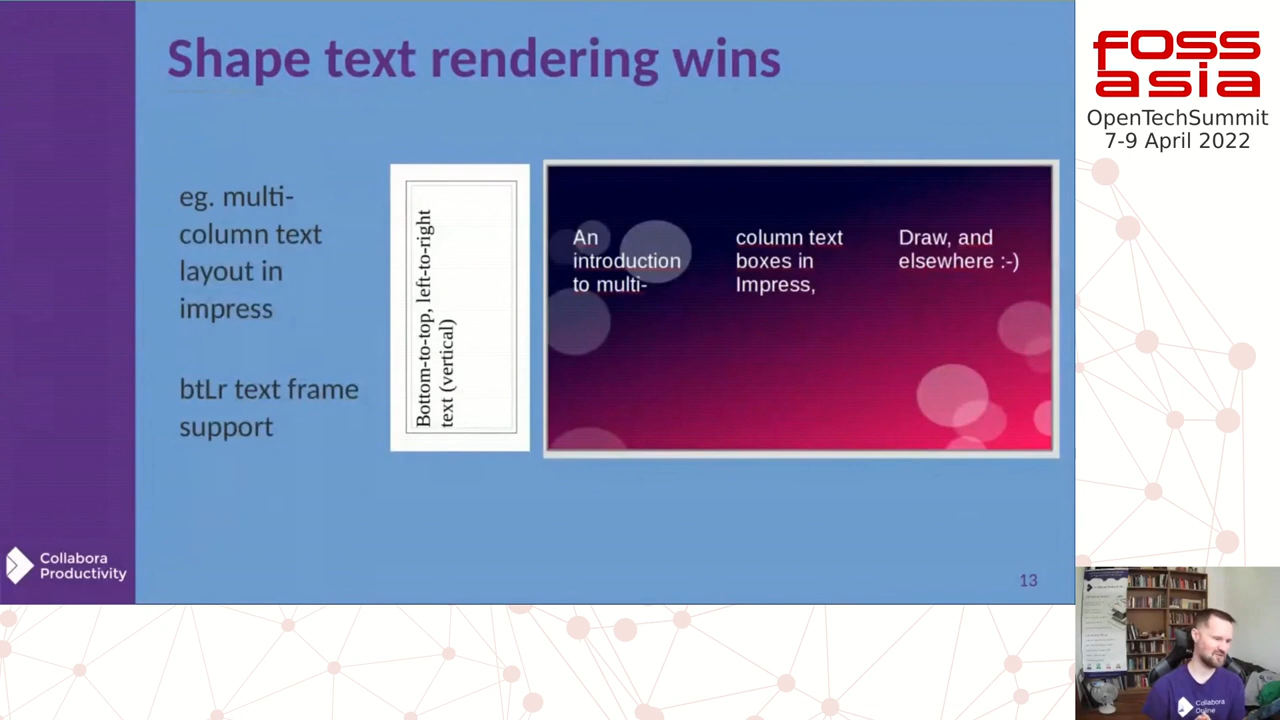 Shape text rendering wins
eg. multi-
column text
layout in
impress
btLr text frame
support
Bottom-to-top, left-to-right
text (vertical)
An
introduction
to multi-
column text
boxes in
Impress,
Draw, and
elsewhere :-)
Collabora
Productivity
13
foss
asia
OpenTechSummit
7-9 April 2022
Collabora
Online